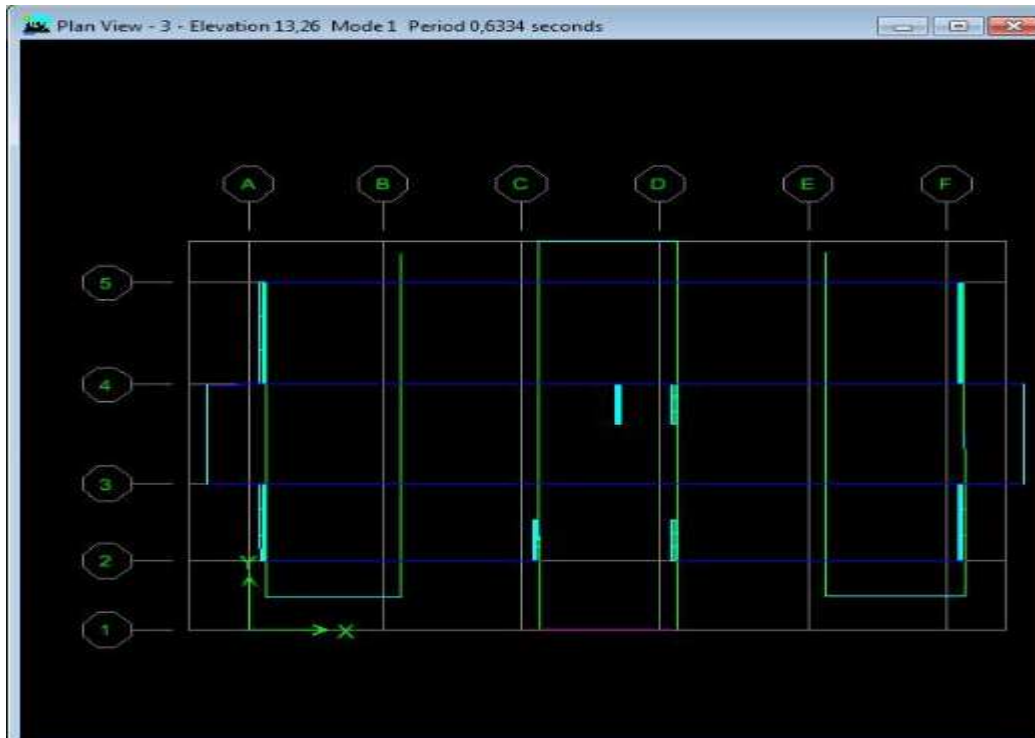 Plan View - 3 - Elevation 13,26 Mode 1 Period 0,6334 seconds
A B C D E F
5
4
3
2
Y
1
X